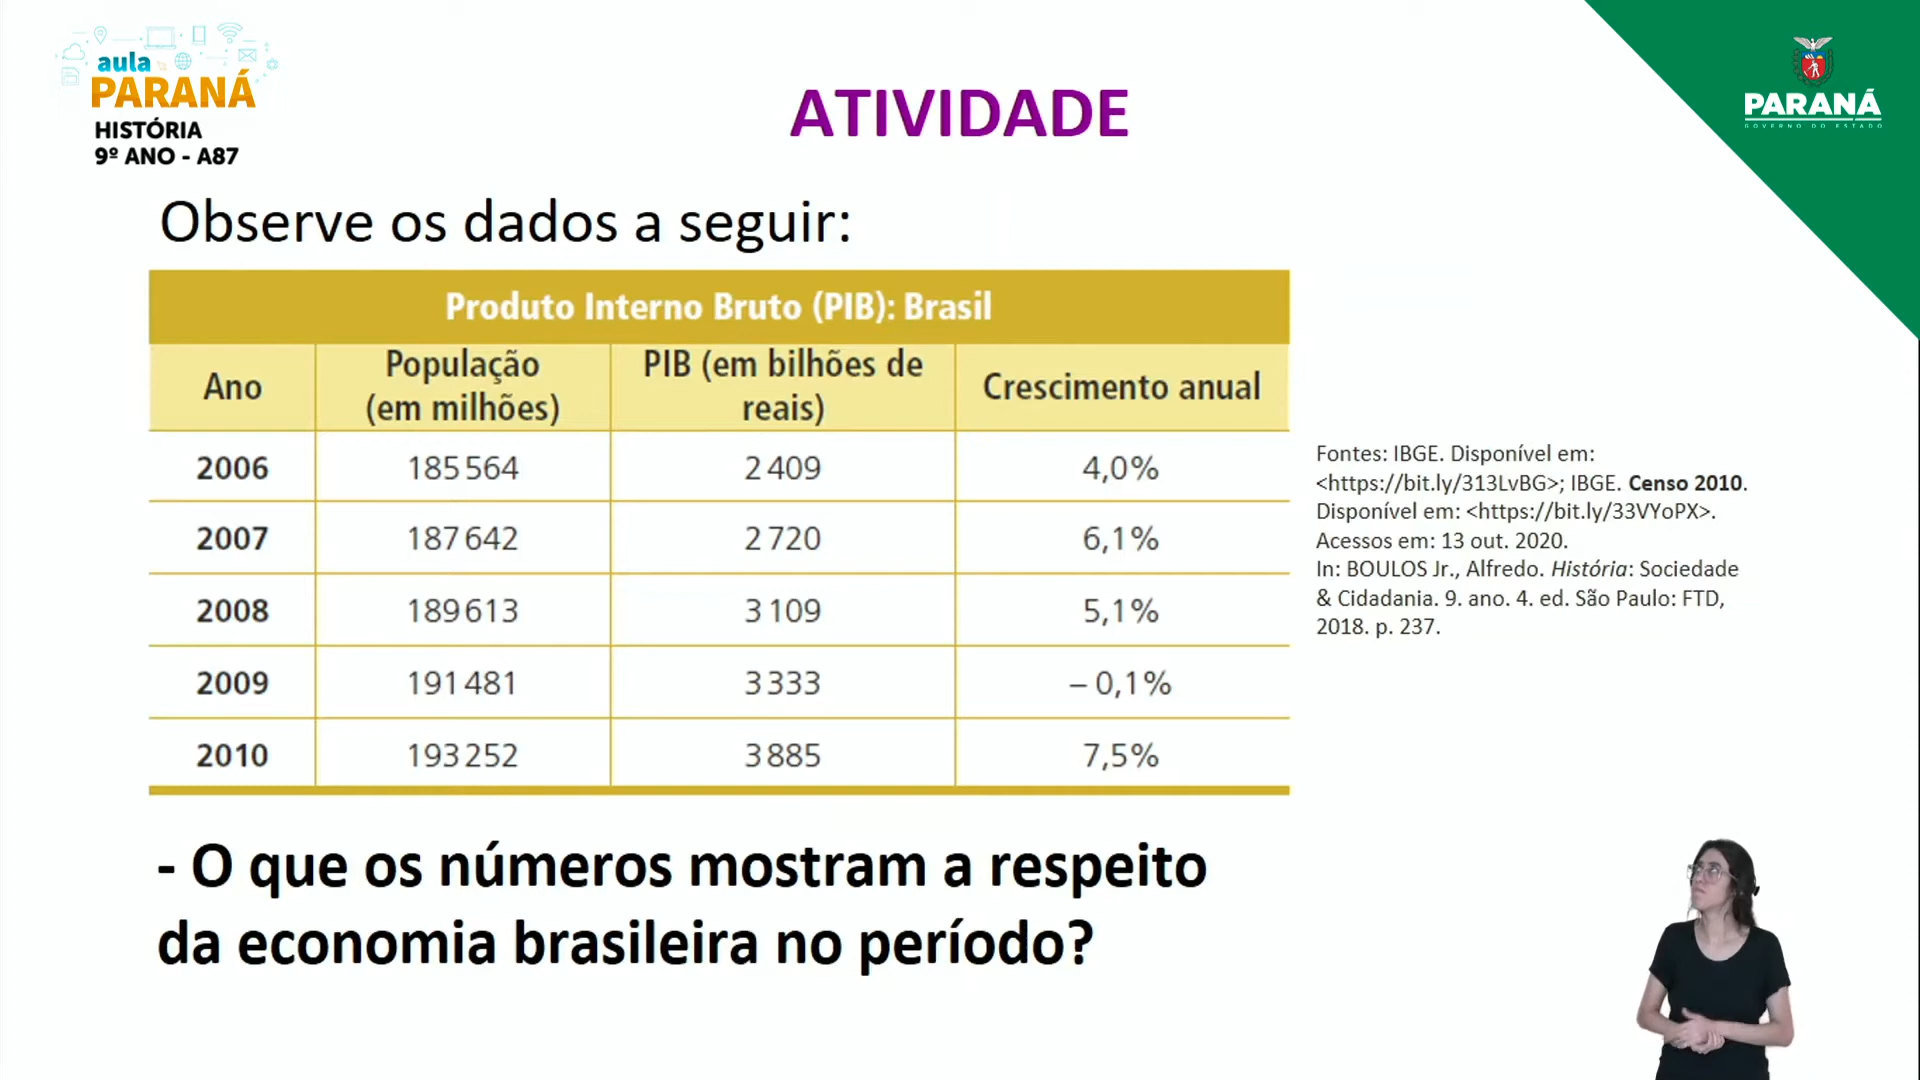 aula
PARANÁ
HISTÓRIA
9º ANO - A87
ATIVIDADE
PARANÁ
GOVERNO DO ESTADO
Observe os dados a seguir:
Produto Interno Bruto (PIB): Brasil
Ano População (em milhões) PIB (em bilhões de reais) Crescimento anual
2006 185 564 2 409 4,0%
2007 187 642 2 720 6,1%
2008 189 613 3 109 5,1%
2009 191 481 3 333 – 0,1%
2010 193 252 3 885 7,5%
Fontes: IBGE. Disponível em:
<https://bit.ly/313LvBG>; IBGE. Censo 2010.
Disponível em: <https://bit.ly/33VYoPX>.
Acessos em: 13 out. 2020.
In: BOULOS Jr., Alfredo. História: Sociedade
& Cidadania. 9. ano. 4. ed. São Paulo: FTD,
2018. p. 237.
- O que os números mostram a respeito
da economia brasileira no período?